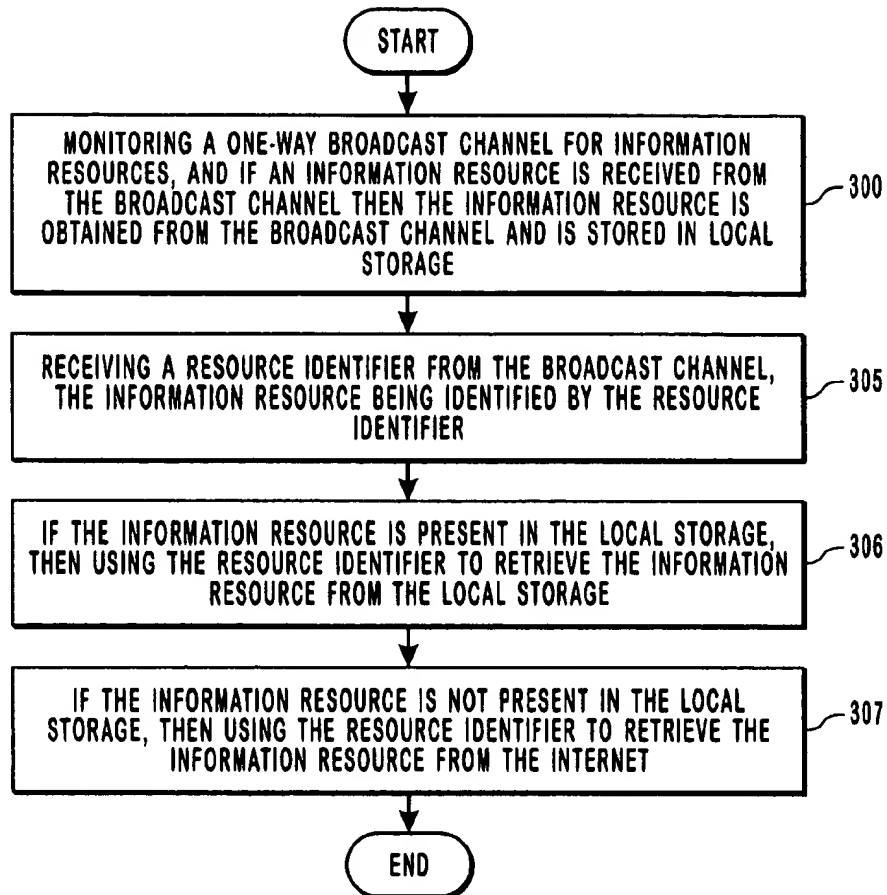 START
MONITORING A ONE-WAY BROADCAST CHANNEL FOR INFORMATION
RESOURCES, AND IF AN INFORMATION RESOURCE IS RECEIVED FROM
THE BROADCAST CHANNEL THEN THE INFORMATION RESOURCE IS
OBTAINED FROM THE BROADCAST CHANNEL AND IS STORED IN LOCAL
STORAGE
300
RECEIVING A RESOURCE IDENTIFIER FROM THE BROADCAST CHANNEL,
THE INFORMATION RESOURCE BEING IDENTIFIED BY THE RESOURCE
IDENTIFIER
305
IF THE INFORMATION RESOURCE IS PRESENT IN THE LOCAL STORAGE,
THEN USING THE RESOURCE IDENTIFIER TO RETRIEVE THE INFORMATION
RESOURCE FROM THE LOCAL STORAGE
306
IF THE INFORMATION RESOURCE IS NOT PRESENT IN THE LOCAL
STORAGE, THEN USING THE RESOURCE IDENTIFIER TO RETRIEVE THE
INFORMATION RESOURCE FROM THE INTERNET
307
END